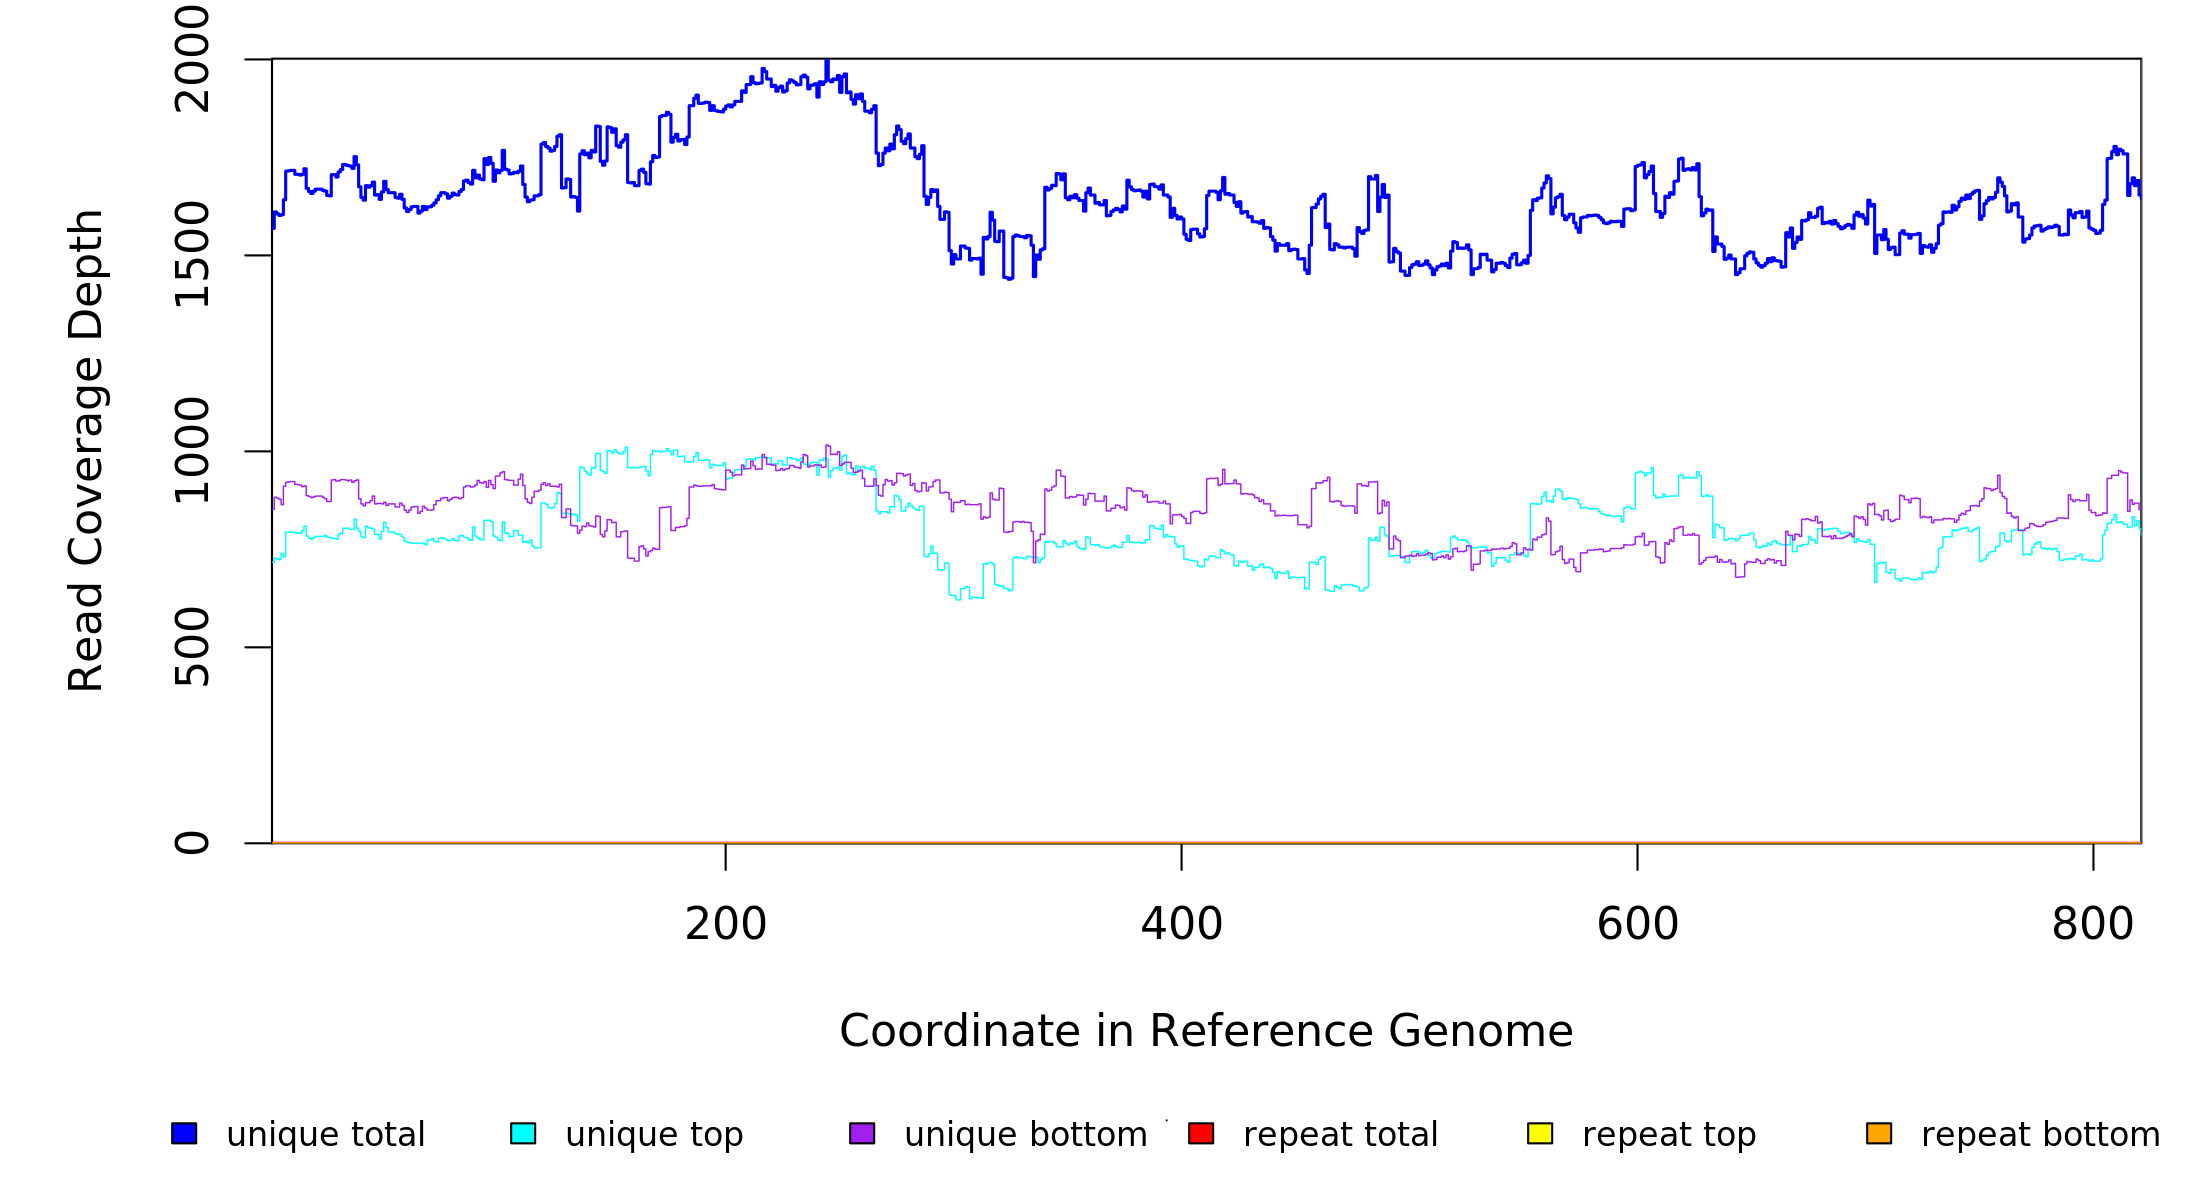 2000
1500
1000
500
0
Read Coverage Depth
200 400 600 800
Coordinate in Reference Genome
unique total unique top unique bottom repeat total repeat top repeat bottom